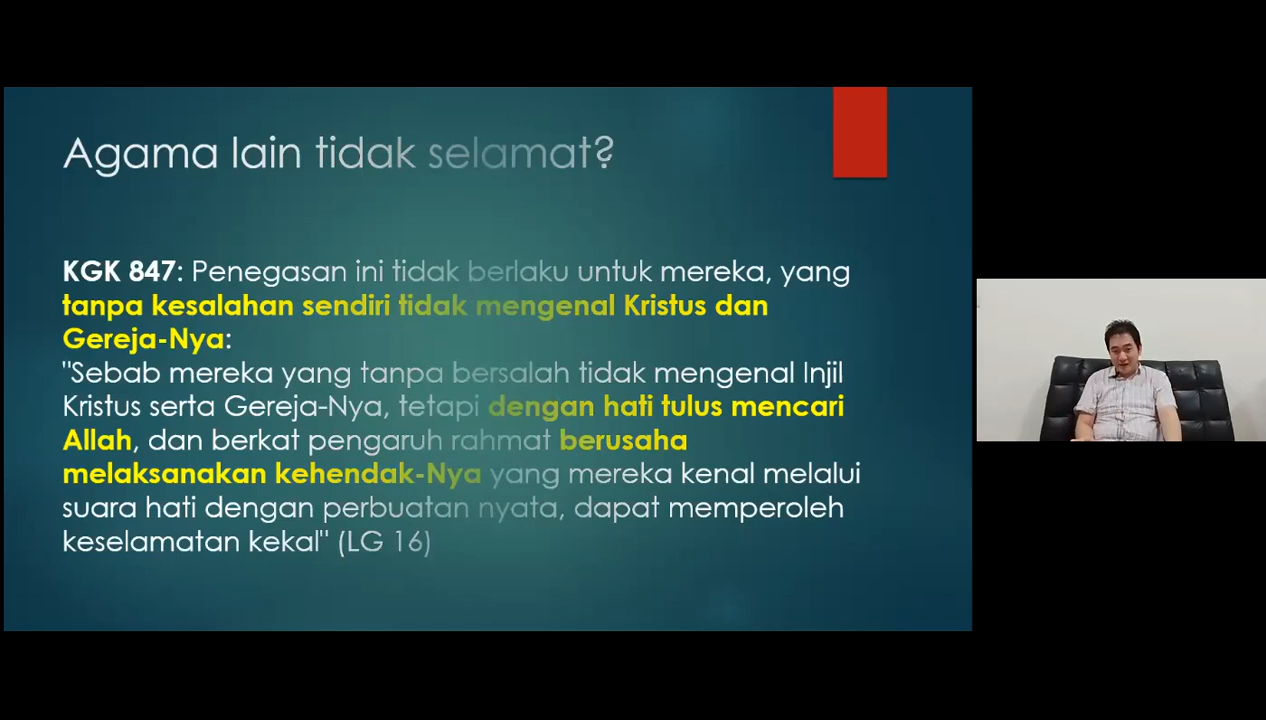 Agama lain tidak selamat?
KGK 847: Penegasan ini tidak berlaku untuk mereka, yang
tanpa kesalahan sendiri tidak mengenal Kristus dan
Gereja-Nya:
"Sebab mereka yang tanpa bersalah tidak mengenal Injil
Kristus serta Gereja-Nya, tetapi dengan hati tulus mencari
Allah, dan berkat pengaruh rahmat berusaha
melaksanakan kehendak-Nya yang mereka kenal melalui
suara hati dengan perbuatan nyata, dapat memperoleh
keselamatan kekal" (LG 16)